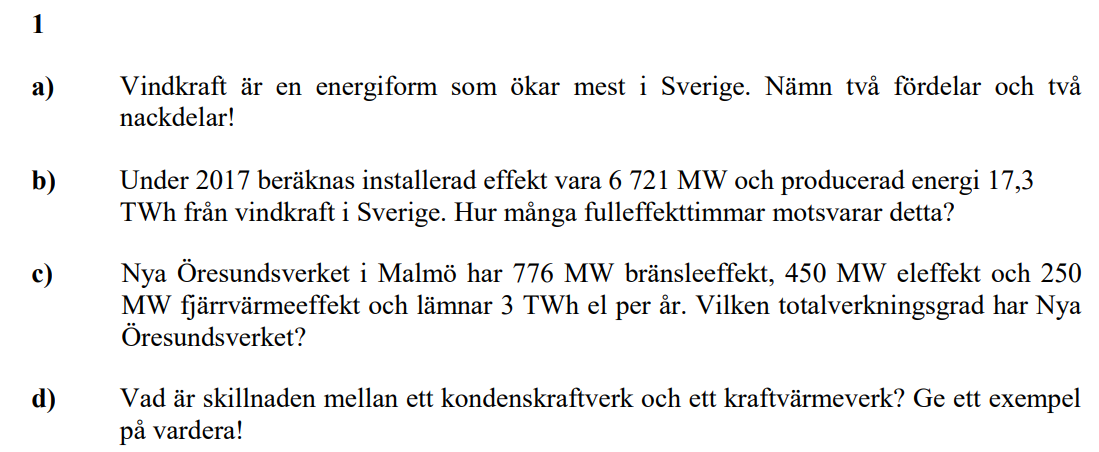 1
a) Vindkraft är en energiform som ökar mest i Sverige. Nämn två fördelar och två
nackdelar!
b) Under 2017 beräknas installerad effekt vara 6 721 MW och producerad energi 17,3
TWh från vindkraft i Sverige. Hur många fulleffekttimmar motsvarar detta?
c) Nya Öresundsverket i Malmö har 776 MW bränsleeffekt, 450 MW eleffekt och 250
MW fjärrvärmeeffekt och lämnar 3 TWh el per år. Vilken totalverkningsgrad har Nya
Öresundsverket?
d) Vad är skillnaden mellan ett kondenskraftverk och ett kraftvärmeverk? Ge ett exempel
på vardera!